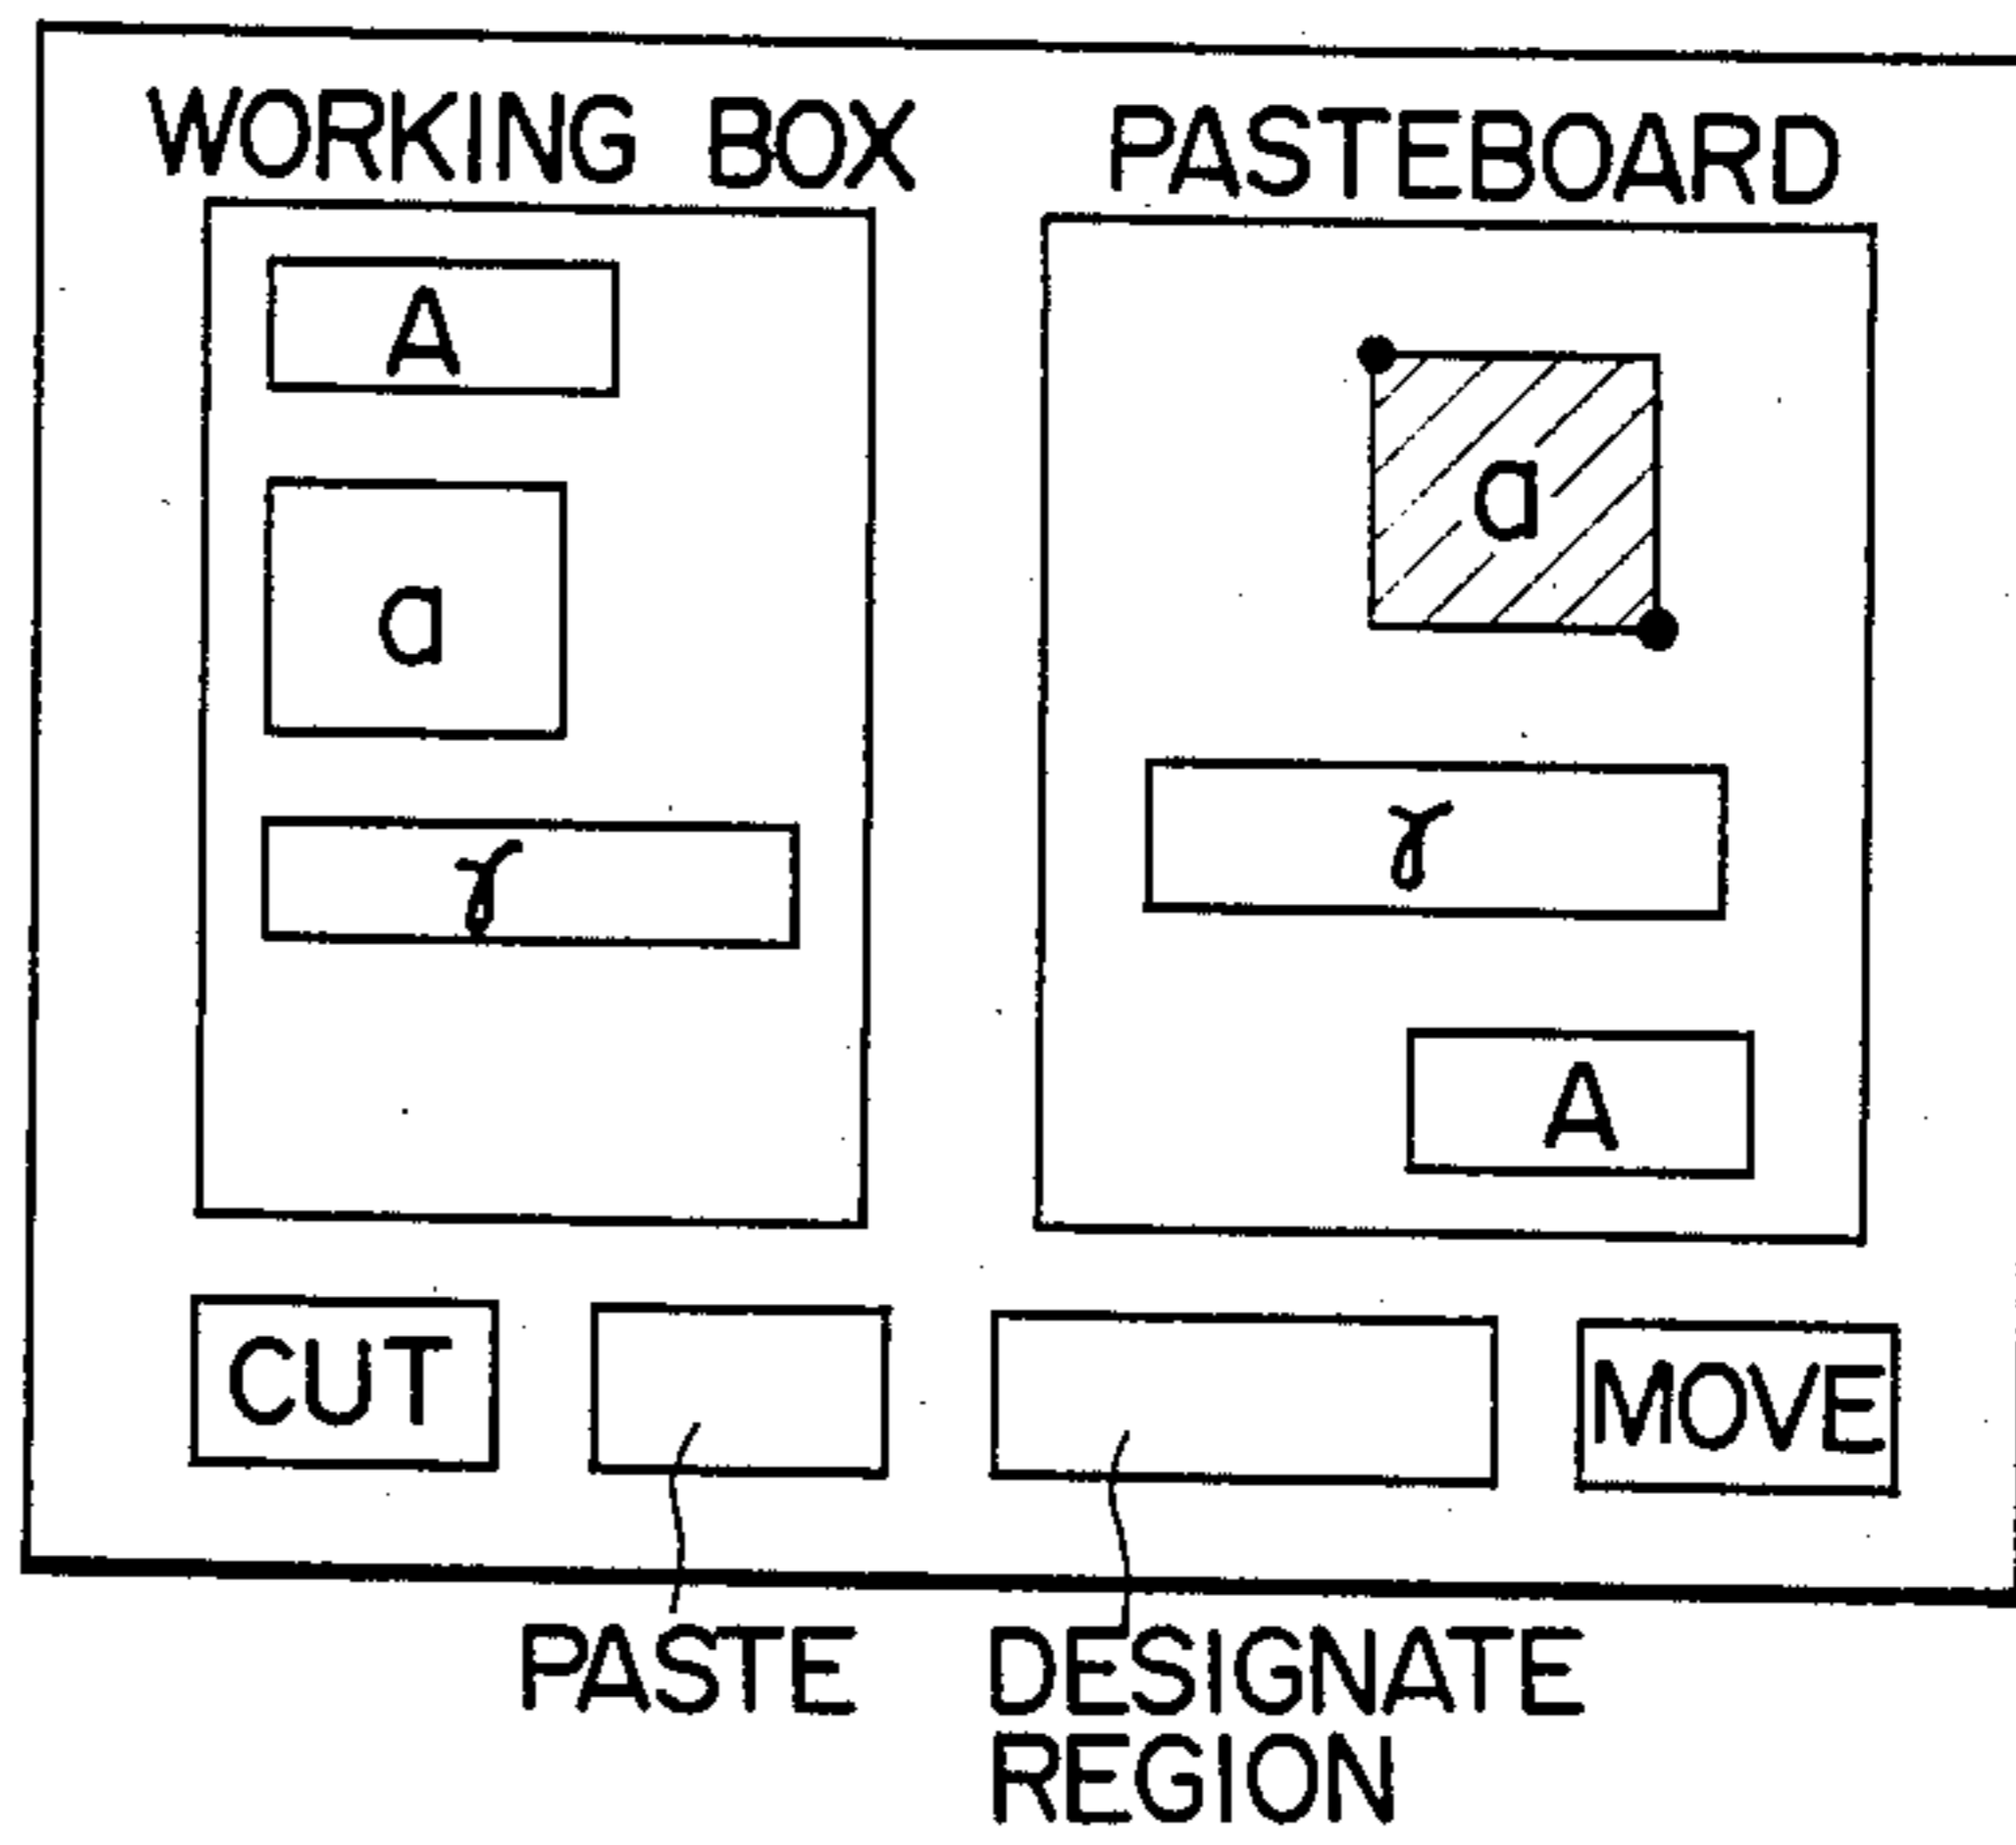 WORKING BOX
PASTEBOARD
A
a
γ
a
γ
A
CUT
MOVE
PASTE
DESIGNATE
REGION